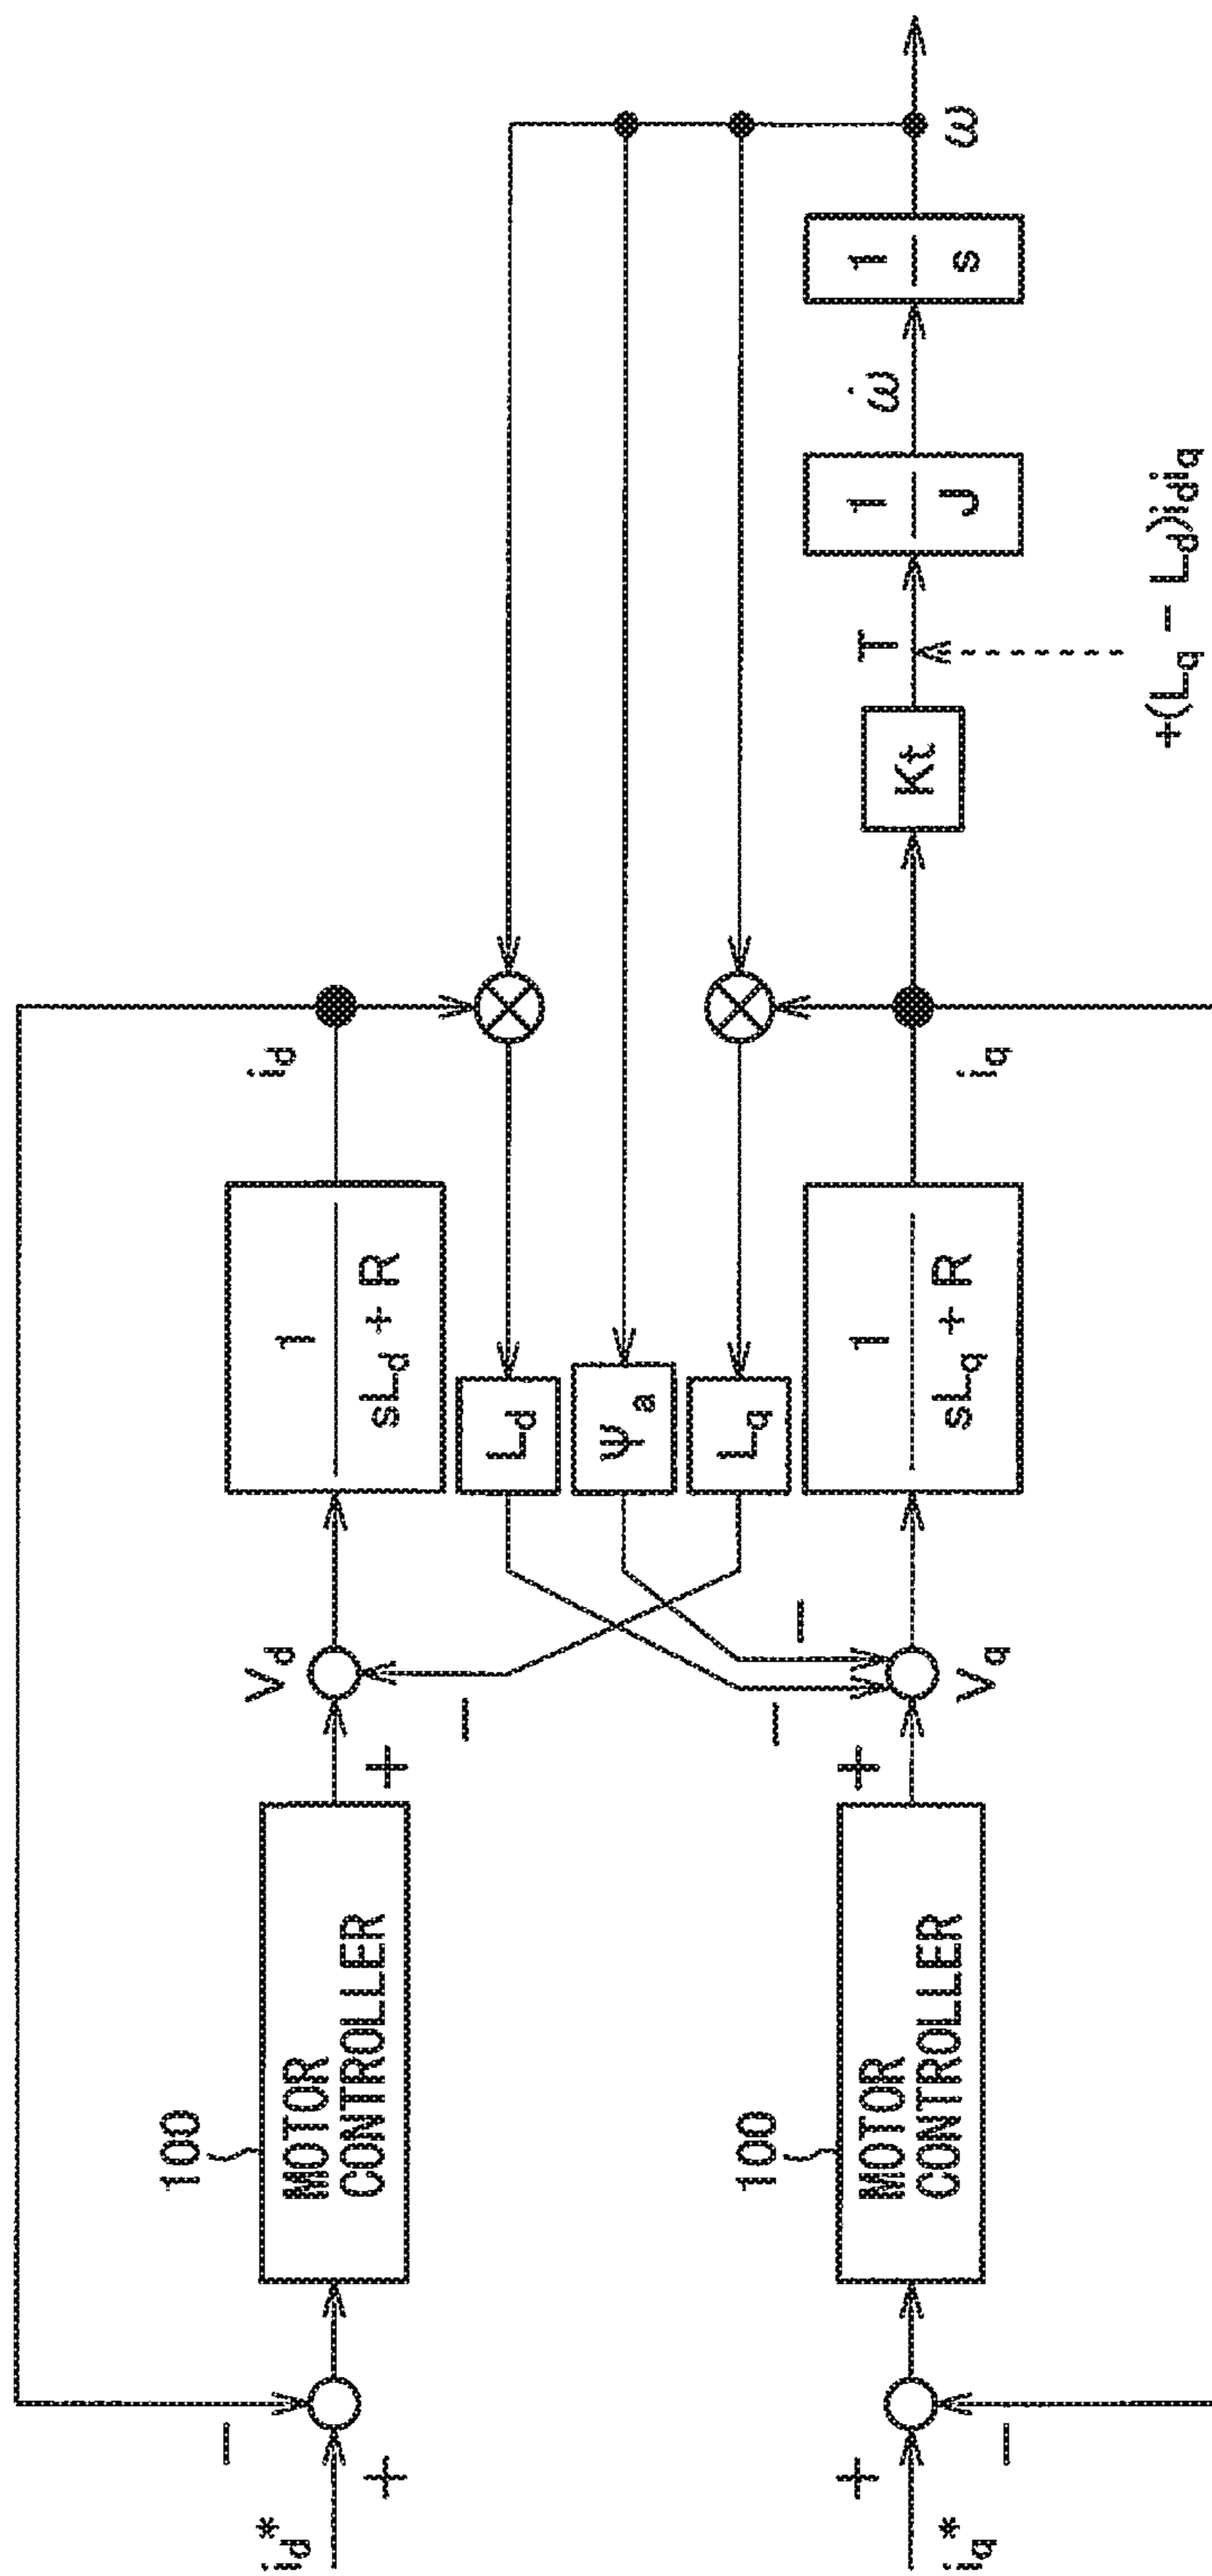 i_d*
+
−
100
MOTOR
CONTROLLER
+
−
V_d
1
sL_d + R
i_d
L_d
Ψ_a
L_q
−
−
i_q*
+
−
100
MOTOR
CONTROLLER
+
V_q
1
sL_q + R
i_q
Kt
T
+(L_q − L_d)i_di_q
1
J
ω̇
1
s
ω